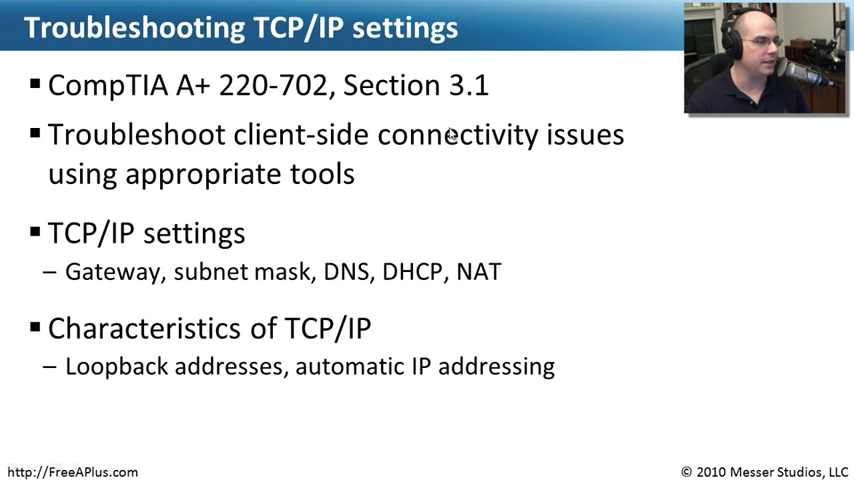 Troubleshooting TCP/IP settings
▪ CompTIA A+ 220-702, Section 3.1
▪ Troubleshoot client-side connectivity issues
using appropriate tools
▪ TCP/IP settings
– Gateway, subnet mask, DNS, DHCP, NAT
▪ Characteristics of TCP/IP
– Loopback addresses, automatic IP addressing
http://FreeAPlus.com
© 2010 Messer Studios, LLC